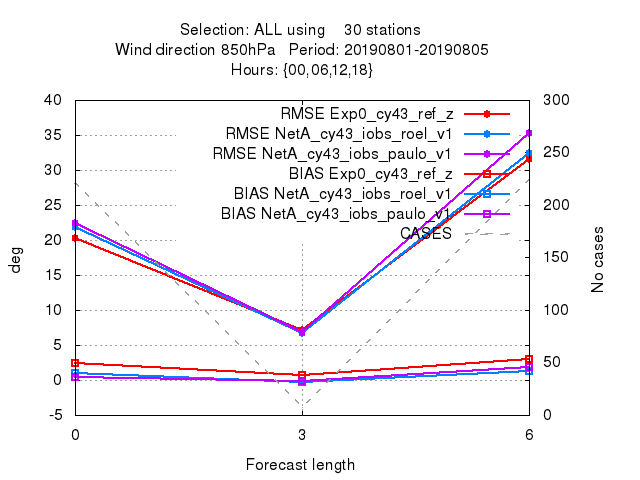 Selection: ALL using 30 stations
Wind direction 850hPa Period: 20190801-20190805
Hours: {00,06,12,18}
RMSE Exp0_cy43_ref_z
RMSE NetA_cy43_iobs_roel_v1
RMSE NetA_cy43_iobs_paulo_v1
BIAS Exp0_cy43_ref_z
BIAS NetA_cy43_iobs_roel_v1
BIAS NetA_cy43_iobs_paulo_v1
CASES
40
35
30
25
20
15
10
5
0
-5
deg
300
250
200
150
100
50
0
No cases
0 3 6
Forecast length